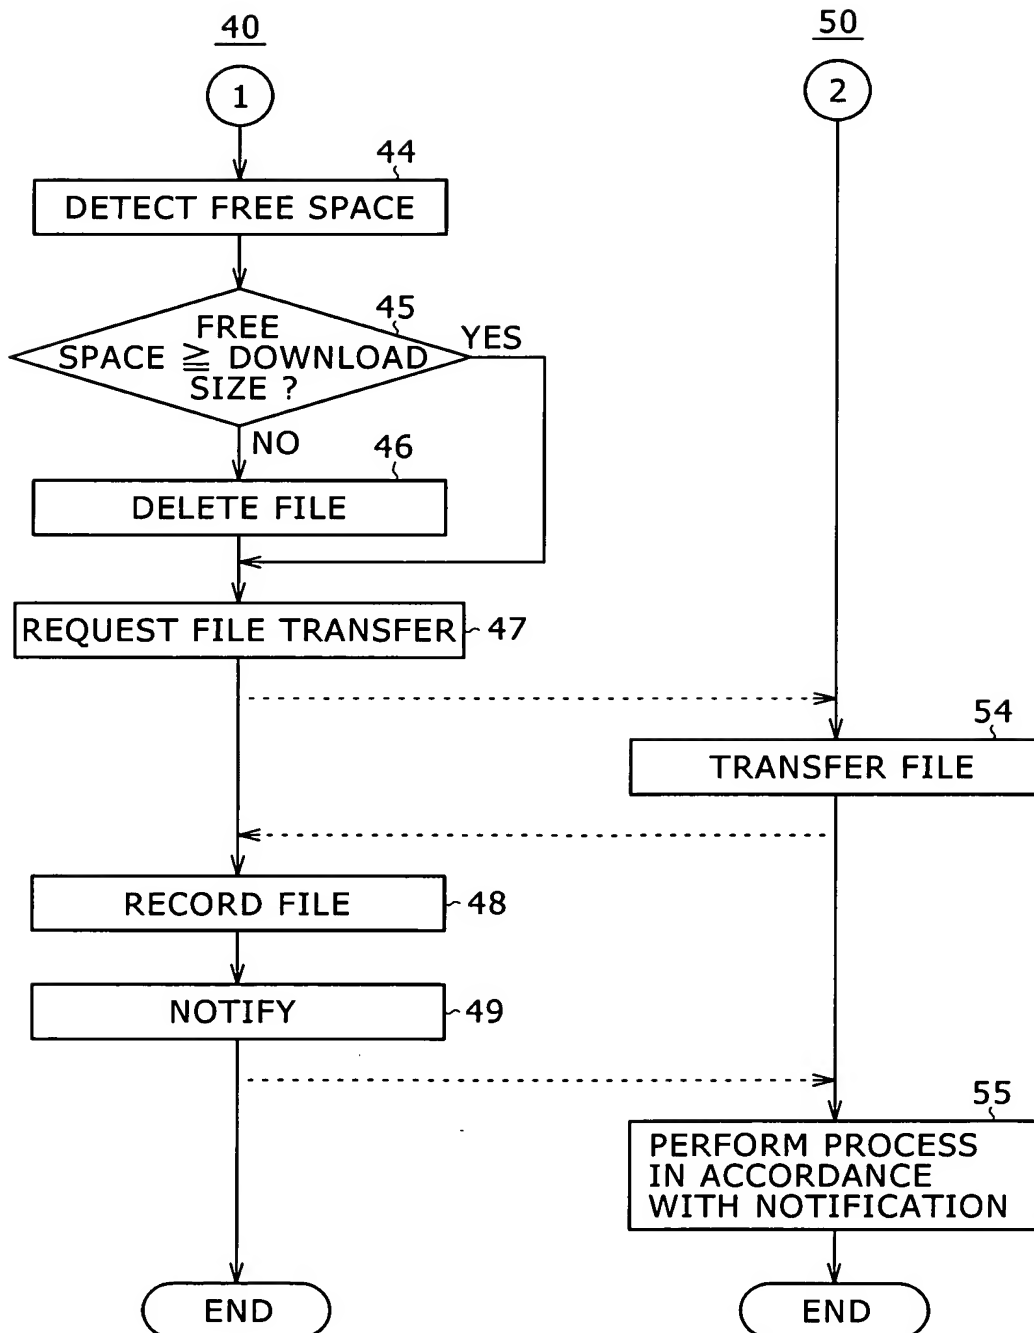 40
1
44
DETECT FREE SPACE
45
FREE
SPACE ≧ DOWNLOAD
SIZE ?
YES
NO
46
DELETE FILE
REQUEST FILE TRANSFER
47
RECORD FILE
48
NOTIFY
49
END
50
2
54
TRANSFER FILE
55
PERFORM PROCESS
IN ACCORDANCE
WITH NOTIFICATION
END